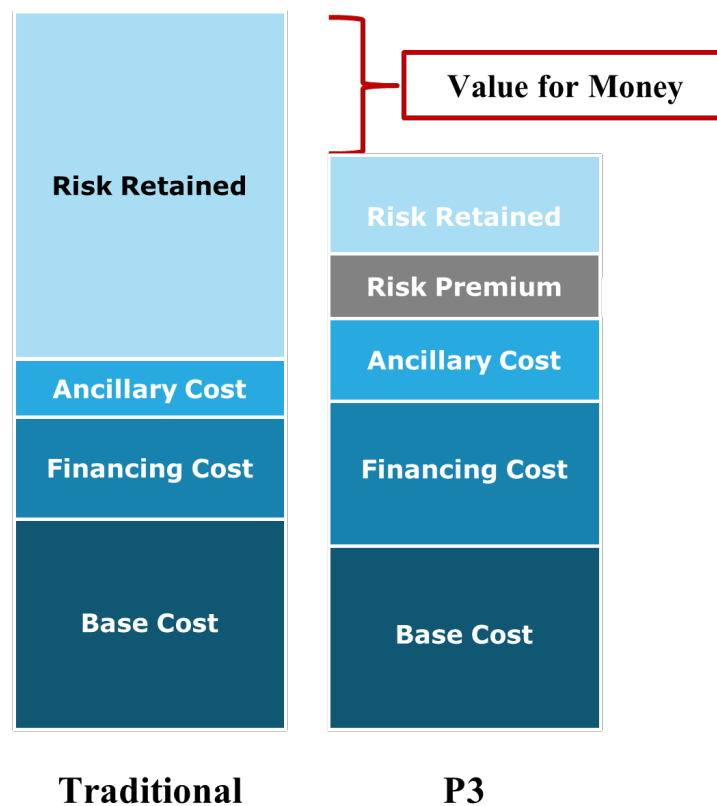 Value for Money
Risk Retained
Ancillary Cost
Financing Cost
Base Cost
Risk Retained
Risk Premium
Ancillary Cost
Financing Cost
Base Cost
Traditional
P3